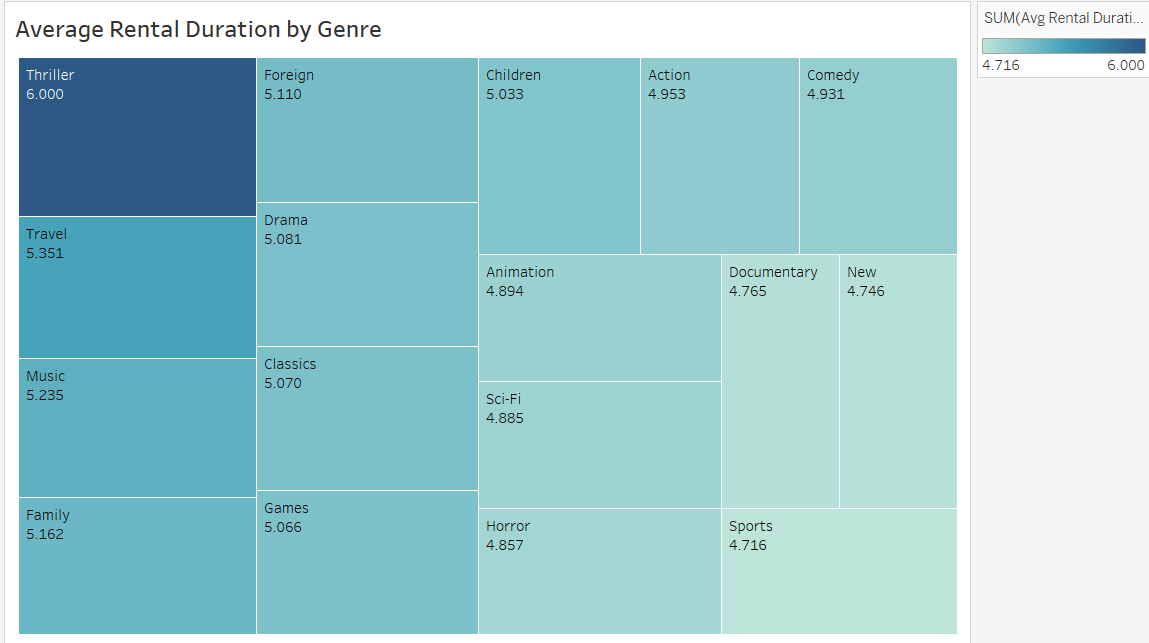 Average Rental Duration by Genre
Thriller
6.000
Travel
5.351
Music
5.235
Family
5.162
Foreign
5.110
Drama
5.081
Classics
5.070
Games
5.066
Children
5.033
Action
4.953
Comedy
4.931
Animation
4.894
Sci-Fi
4.885
Horror
4.857
Documentary
4.765
New
4.746
Sports
4.716
SUM(Avg Rental Durati...
4.716 6.000